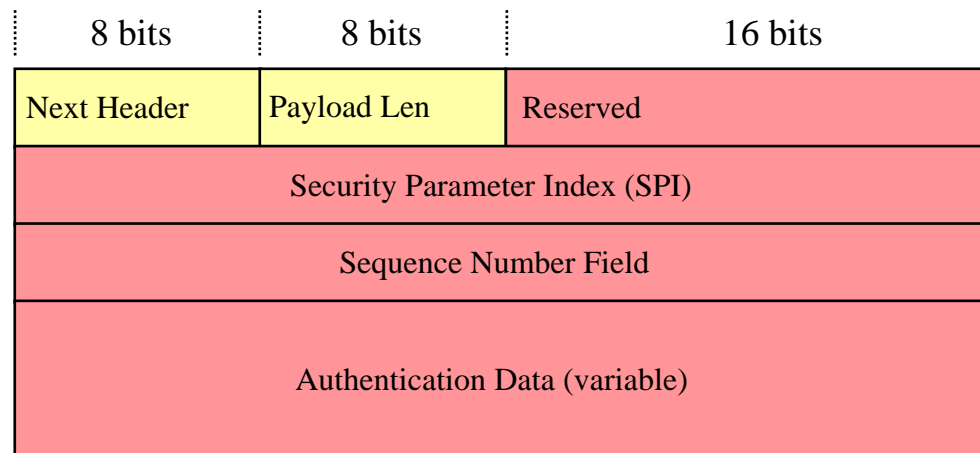 8 bits 8 bits 16 bits
Next Header Payload Len Reserved
Security Parameter Index (SPI)
Sequence Number Field
Authentication Data (variable)